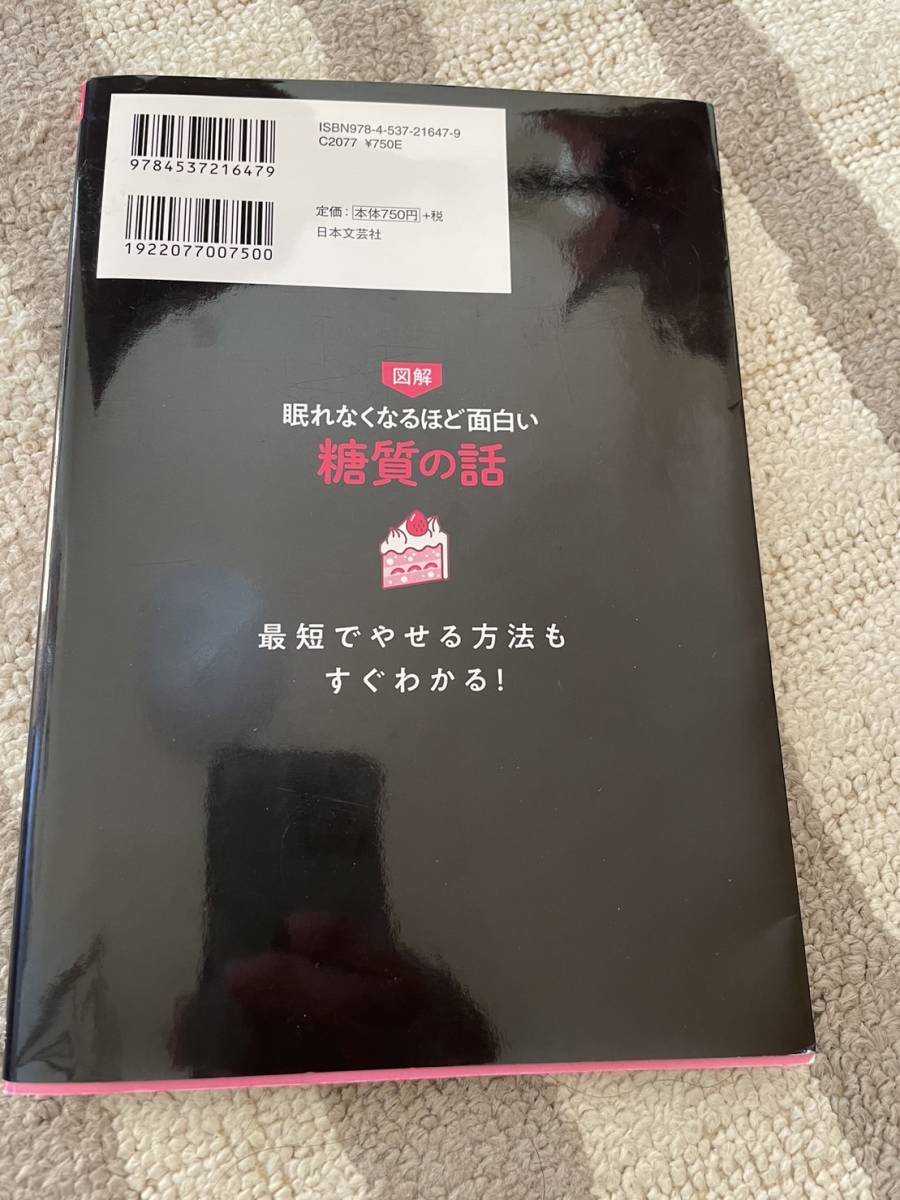 ISBN978-4-537-21647-9
C2077 ¥750E
9784537216479
定価：本体750円+税
日本文芸社
1922077007500
図解
眠れなくなるほど面白い
糖質の話
最短でやせる方法も
すぐわかる！